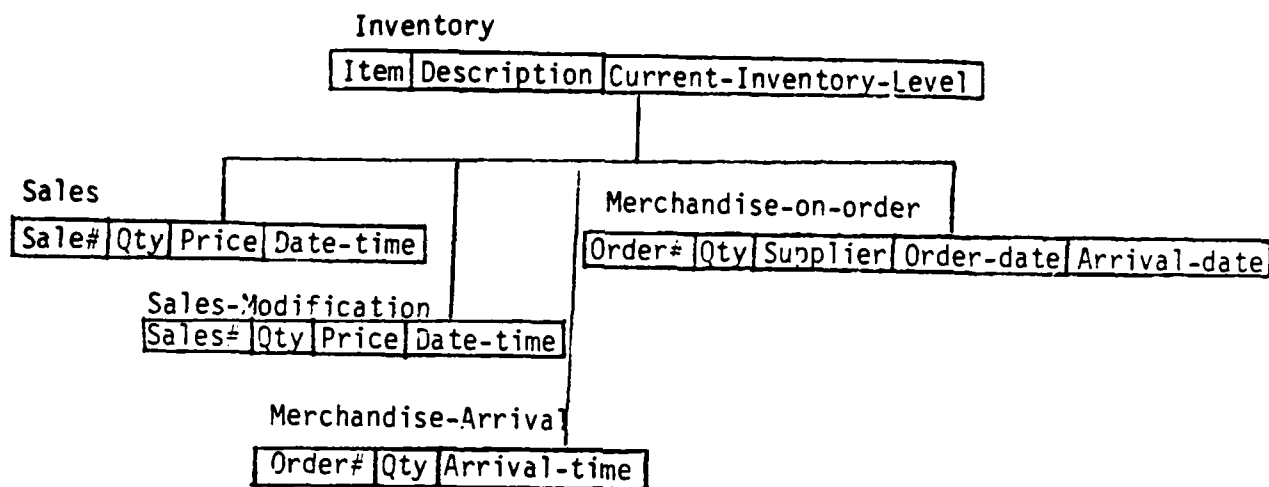 Inventory
Item Description Current-Inventory-Level
Sales
Sale# Qty Price Date-time
Merchandise-on-order
Order# Qty Supplier Order-date Arrival-date
Sales-Modification
Sales# Qty Price Date-time
Merchandise-Arrival
Order# Qty Arrival-time